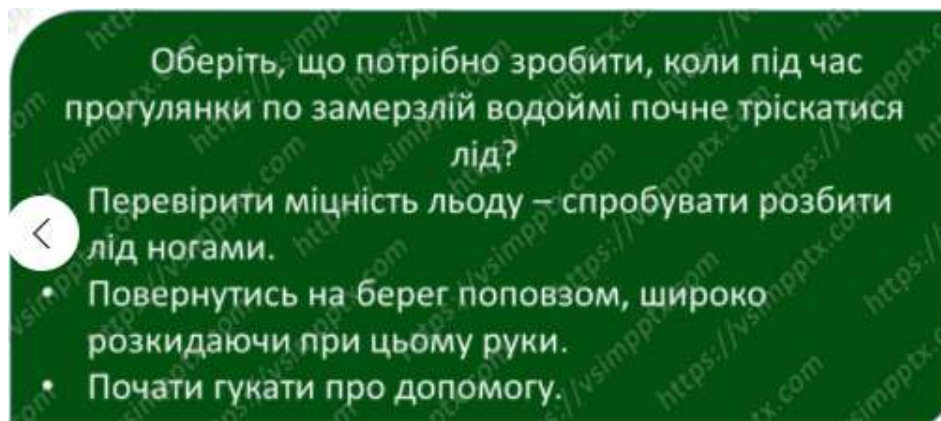 Оберіть, що потрібно зробити, коли під час
прогулянки по замерзлій водоймі почне тріскатися
лід?
Перевірити міцність льоду – спробувати розбити
лід ногами.
• Повернутись на берег поповзом, широко
розкидаючи при цьому руки.
• Почати гукати про допомогу.